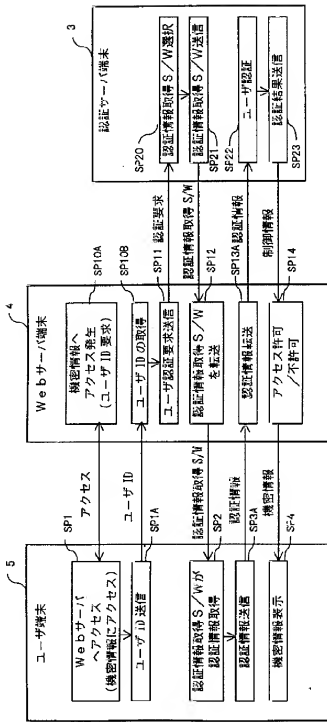 5
ユーザ端末
SP1
Webサーバ
へアクセス
(機密情報にアクセス)
ユーザID送信
SP1A
認証情報取得S/Wが
認証情報取得
SP2
認証情報送信
SP3A
機密情報表示
SP4
アクセス
ユーザID
認証情報取得S/W
認証情報
機密情報
4
Webサーバ端末
機密情報へ
アクセス発生
(ユーザID要求)
SP10A
SP10B
ユーザIDの取得
ユーザ認証要求送信
SP11
認証情報取得S/W
を転送
SP12
認証情報転送
SP13A
アクセス許可
/不許可
SP14
認証要求
認証情報取得S/W
認証情報
制御情報
3
認証サーバ端末
SP20
認証情報取得S/W選択
認証情報取得S/W送信
SP21
SP22
ユーザ認証
認証結果送信
SP23